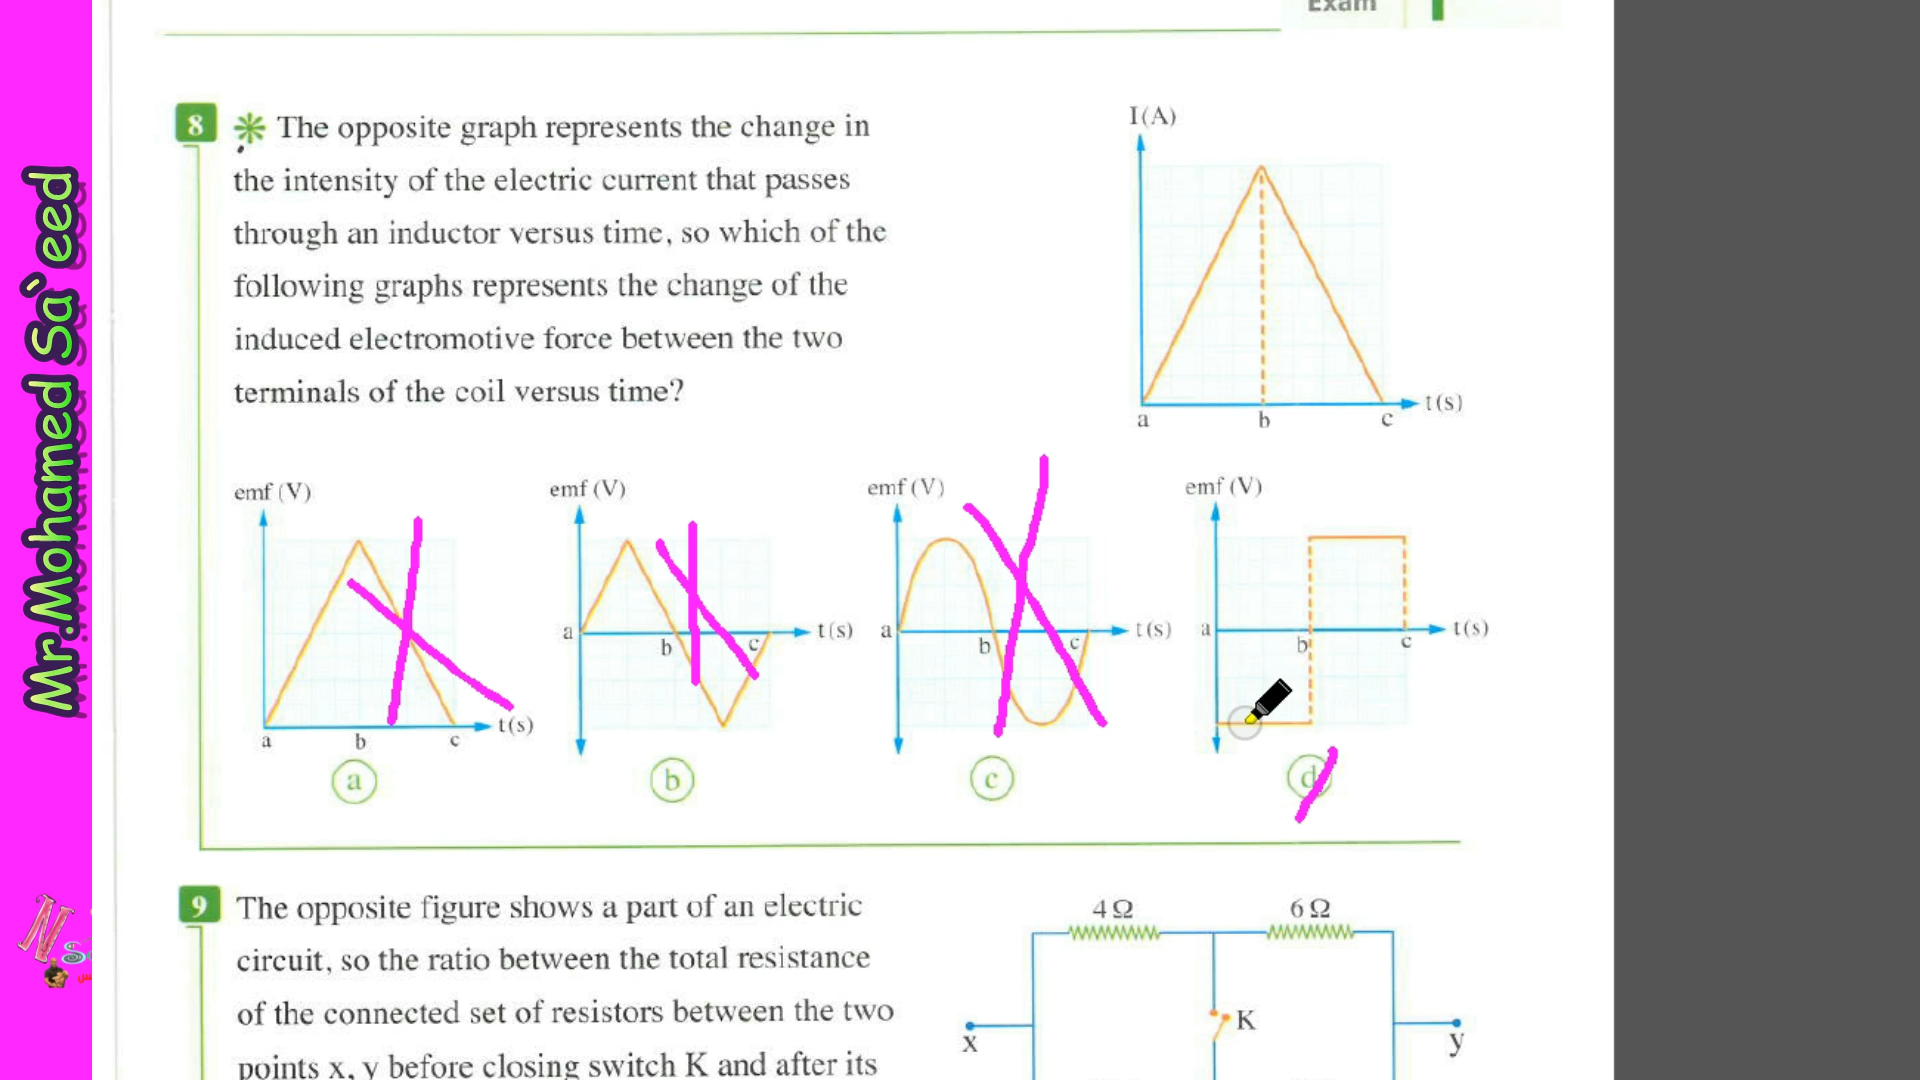 Exam
Mr.Mohamed Sa`eed
8
The opposite graph represents the change in
the intensity of the electric current that passes
through an inductor versus time, so which of the
following graphs represents the change of the
induced electromotive force between the two
terminals of the coil versus time?
I(A)
t(s)
a b c
emf (V)
t(s)
a b c
a
emf (V)
a
t(s)
b c
b
emf (V)
a
t(s)
b c
c
emf (V)
a
t(s)
b c
d
9
The opposite figure shows a part of an electric
circuit, so the ratio between the total resistance
of the connected set of resistors between the two
points x, y before closing switch K and after its
4Ω 6Ω
K
x y